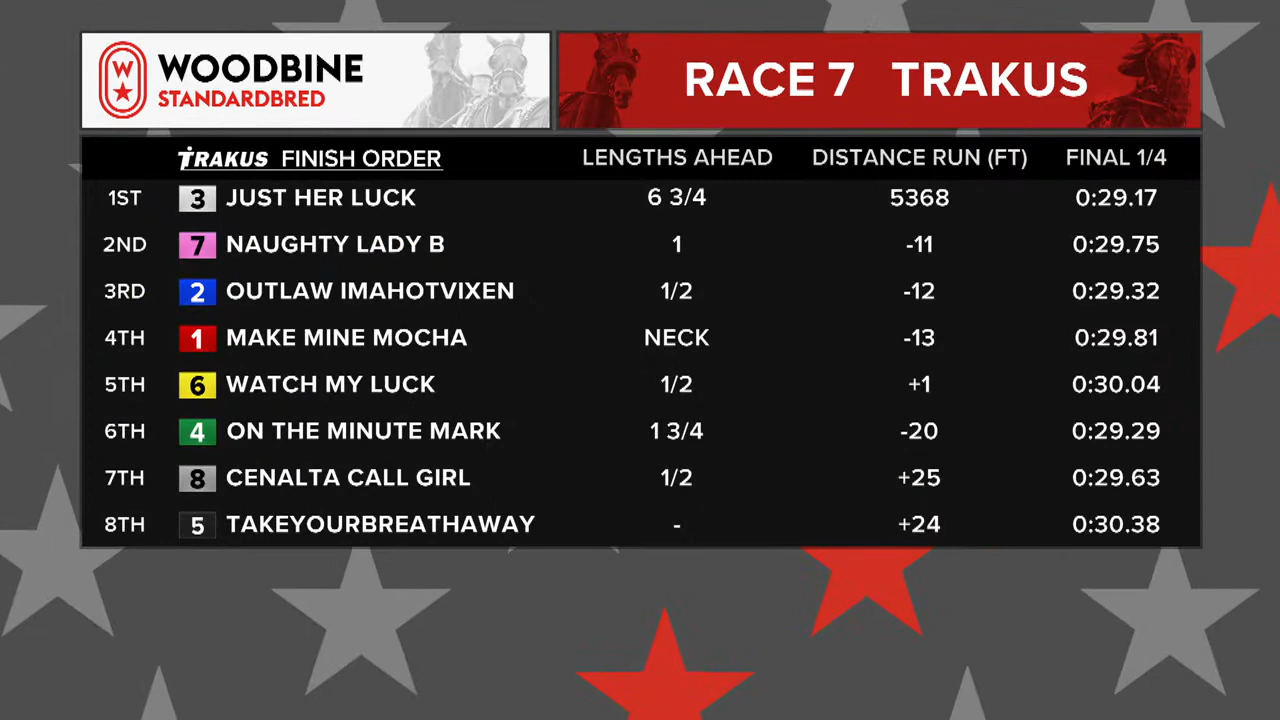 W WOODBINE
STANDARDBRED
RACE 7 TRAKUS
TRAKUS FINISH ORDER LENGTHS AHEAD DISTANCE RUN (FT) FINAL 1/4
1ST 3 JUST HER LUCK 6 3/4 5368 0:29.17
2ND 7 NAUGHTY LADY B 1 -11 0:29.75
3RD 2 OUTLAW IMAHOTVIXEN 1/2 -12 0:29.32
4TH 1 MAKE MINE MOCHA NECK -13 0:29.81
5TH 6 WATCH MY LUCK 1/2 +1 0:30.04
6TH 4 ON THE MINUTE MARK 1 3/4 -20 0:29.29
7TH 8 CENALTA CALL GIRL 1/2 +25 0:29.63
8TH 5 TAKEYOURBREATHAWAY - +24 0:30.38